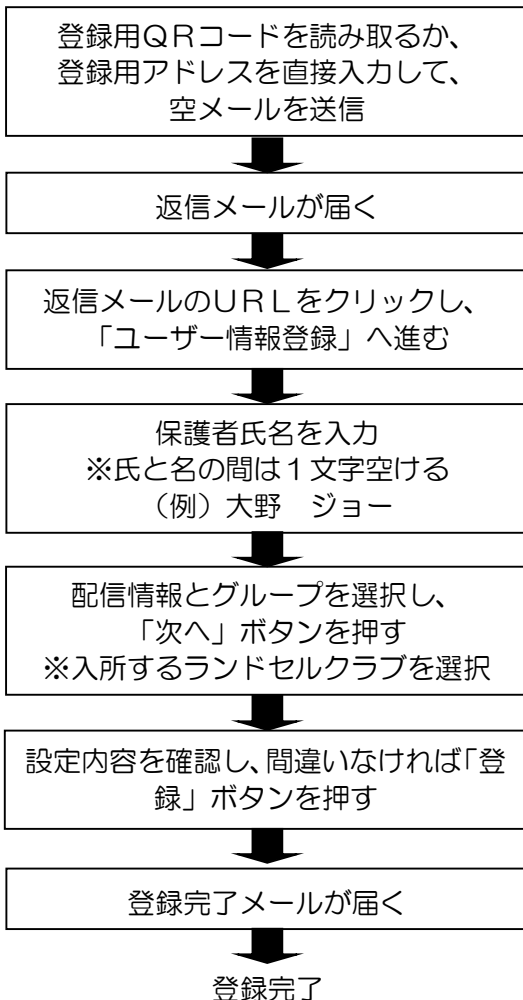 登録用ＱＲコードを読み取るか、
登録用アドレスを直接入力して、
空メールを送信
返信メールが届く
返信メールのＵＲＬをクリックし、
「ユーザー情報登録」へ進む
保護者氏名を入力
※氏と名の間は１文字空ける
（例）大野　ジョー
配信情報とグループを選択し、
「次へ」ボタンを押す
※入所するランドセルクラブを選択
設定内容を確認し、間違いなければ「登
録」ボタンを押す
登録完了メールが届く
登録完了